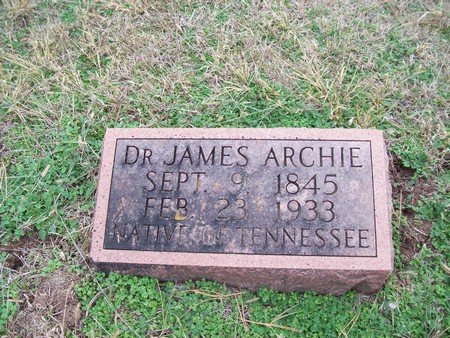 DR. JAMES ARCHIE
SEPT. 9, 1845
FEB. 23, 1933
NATIVE OF TENNESSEE